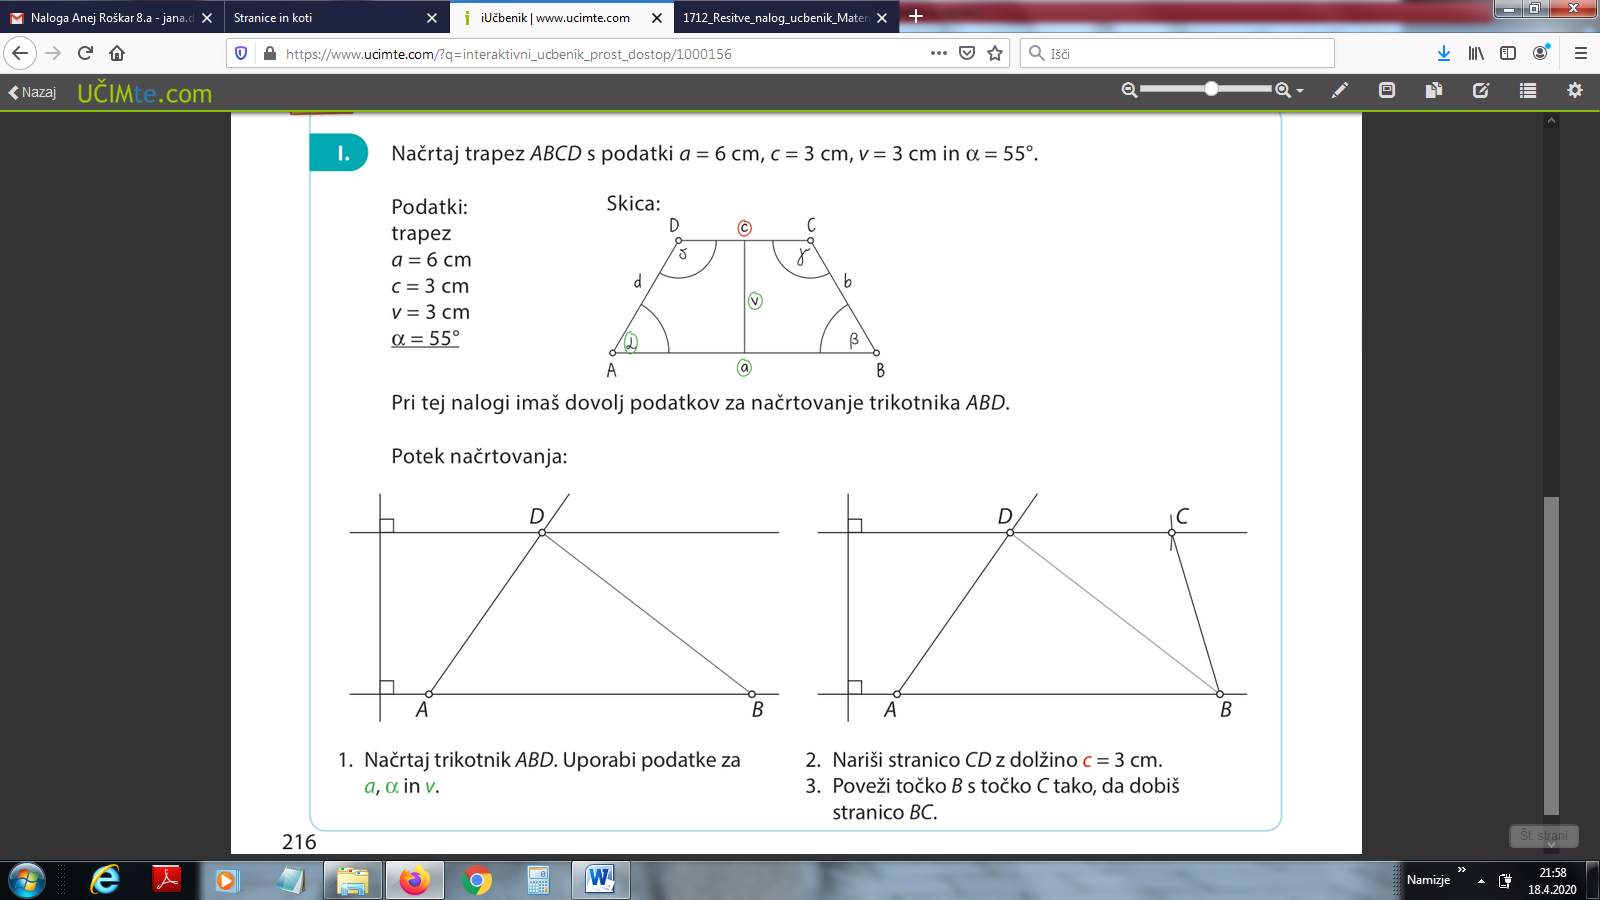 Naloga Anej Roškar 8.a - jana.d
Stranice in koti
iUčbenik | www.ucimte.com
1712_Resitve_nalog_ucbenik_Matem
https://www.ucimte.com/?q=interaktivni_ucbenik_prost_dostop/1000156
Išči
Nazaj
UČIMte.com
I.
Načrtaj trapez ABCD s podatki a = 6 cm, c = 3 cm, v = 3 cm in α = 55°.
Podatki:
trapez
a = 6 cm
c = 3 cm
v = 3 cm
α = 55°
Skica:
D c C
δ γ
d v b
α β
A a B
Pri tej nalogi imaš dovolj podatkov za načrtovanje trikotnika ABD.
Potek načrtovanja:
D
A B
D C
A B
1. Načrtaj trikotnik ABD. Uporabi podatke za
a, α in v.
2. Nariši stranico CD z dolžino c = 3 cm.
3. Poveži točko B s točko C tako, da dobiš
stranico BC.
216
Št. strani
Namizje
21:58
18.4.2020